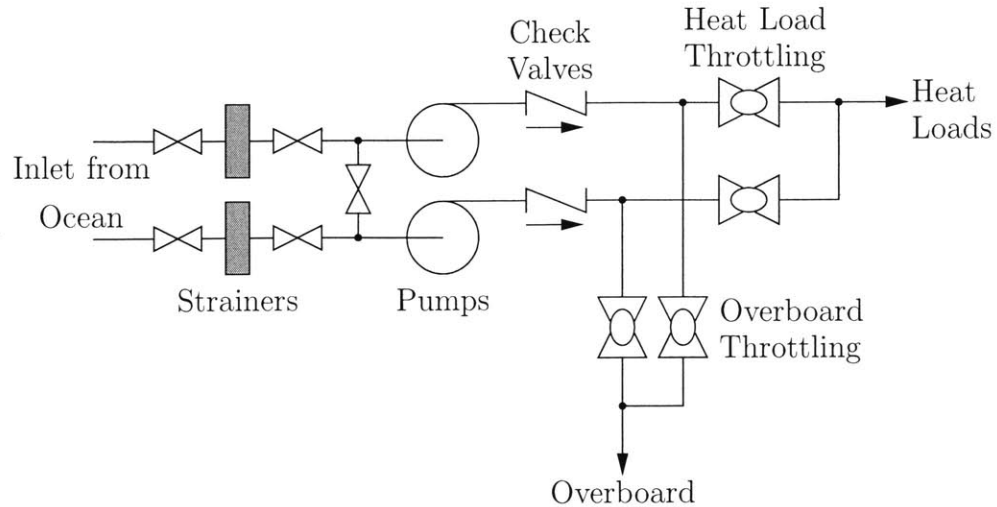 Check
Valves
Heat Load
Throttling
Heat
Loads
Inlet from
Ocean
Strainers
Pumps
Overboard
Throttling
Overboard